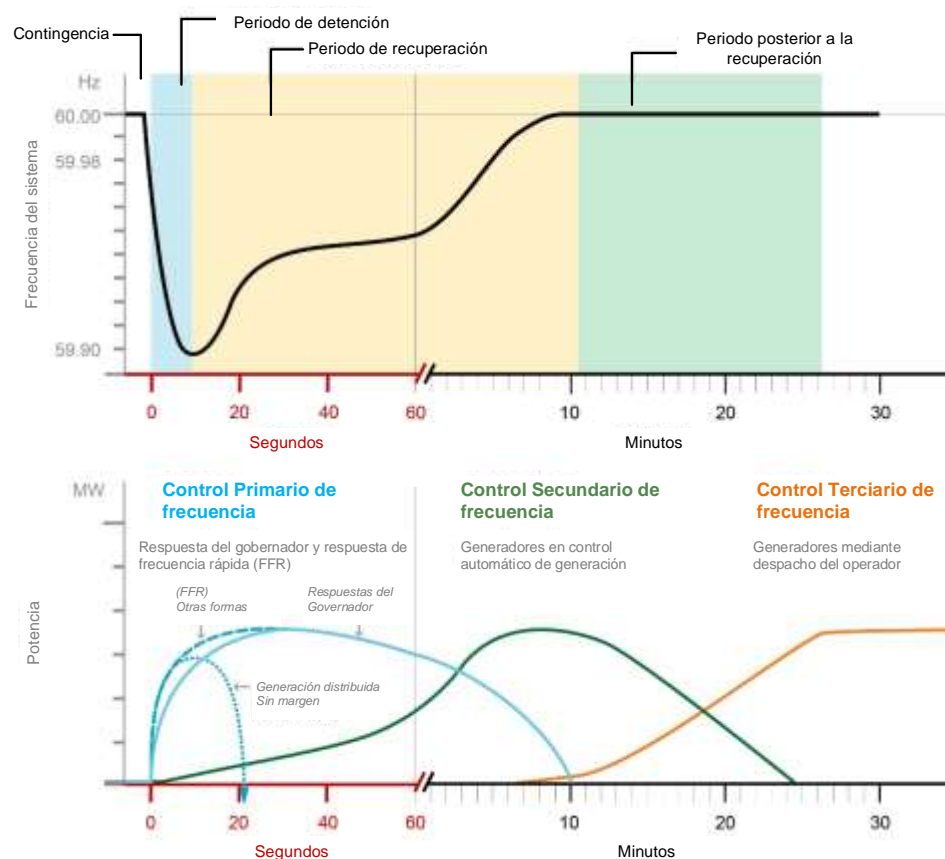 Periodo de detención
Contingencia
Periodo de recuperación
Periodo posterior a la
recuperación
Hz
60.00
59.98
59.90
Frecuencia del sistema
0 20 40 60 10 20 30
Segundos
Minutos
MW
Control Primario de
frecuencia
Respuesta del gobernador y respuesta de
frecuencia rápida (FFR)
Control Secundario de
frecuencia
Generadores en control
automático de generación
Control Terciario de
frecuencia
Generadores mediante
despacho del operador
(FFR)
Otras formas
Respuestas del
Governador
Generación distribuida
Sin margen
Potencia
0 20 40 60 10 20 30
Segundos
Minutos